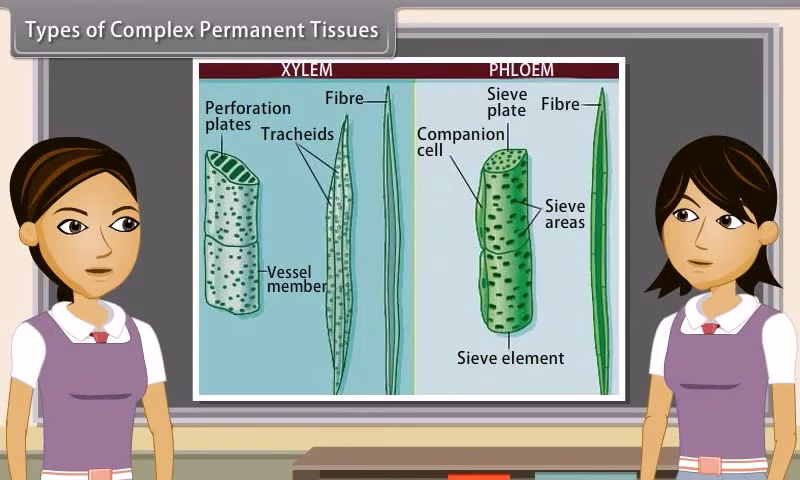 Types of Complex Permanent Tissues
XYLEM
PHLOEM
Perforation
plates
Tracheids
Fibre
Vessel
member
Sieve
plate
Fibre
Companion
cell
Sieve
areas
Sieve element